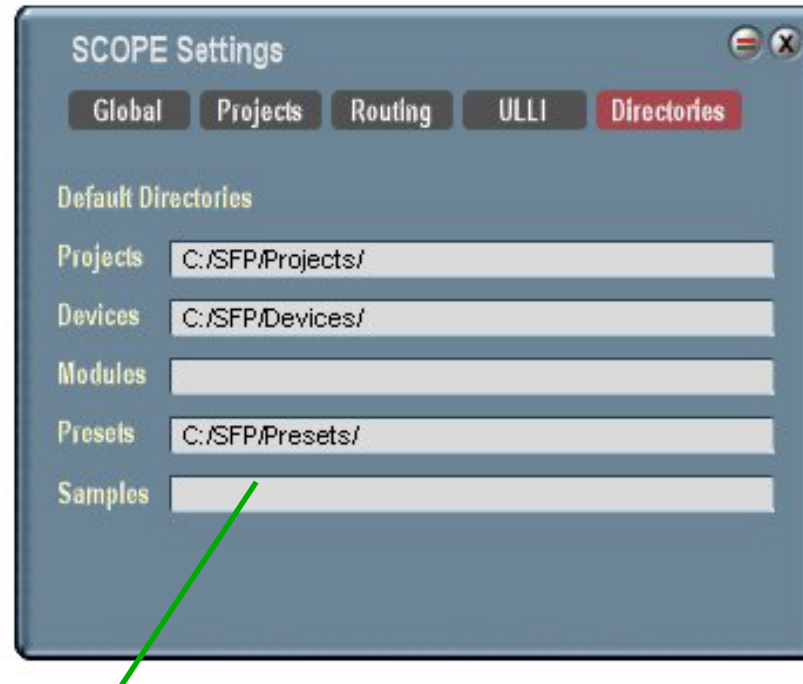 SCOPE Settings
Global Projects Routing ULLI Directories
Default Directories
Projects C:/SFP/Projects/
Devices C:/SFP/Devices/
Modules
Presets C:/SFP/Presets/
Samples